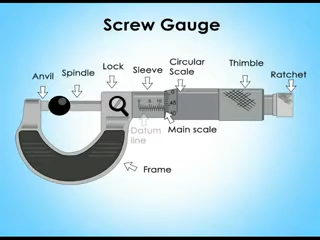 Screw Gauge
Anvil
Spindle
Lock
Sleeve
Circular
Scale
Thimble
Ratchet
Datum
line
Main scale
Frame